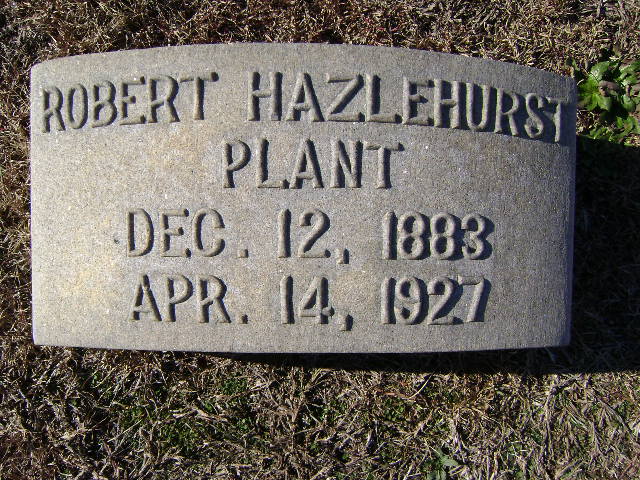 ROBERT HAZLEHURST
PLANT
DEC. 12, 1883
APR. 14, 1927